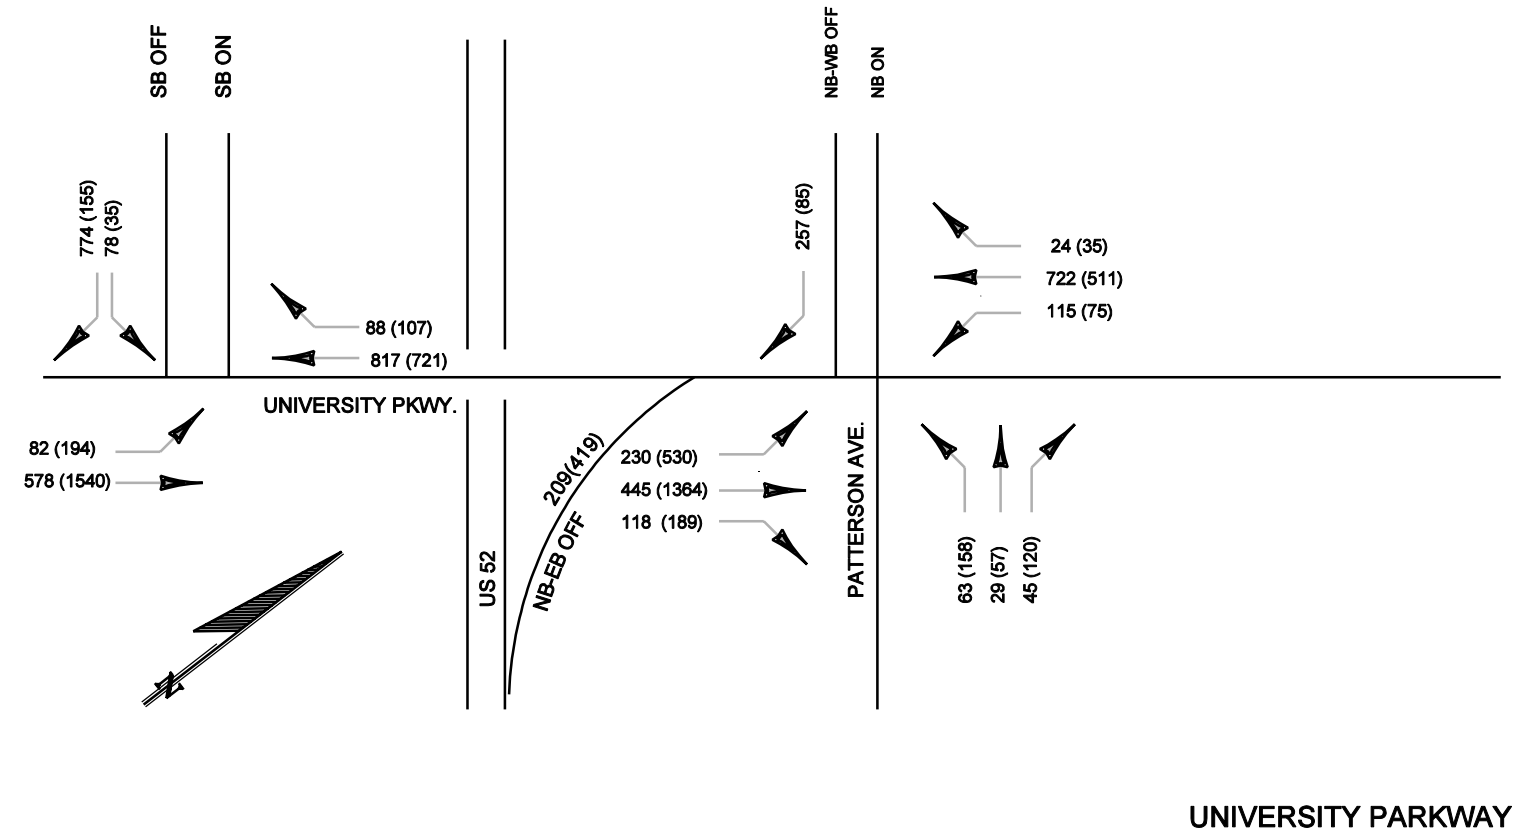 SB OFF
SB ON
NB-WB OFF
NB ON
774 (155)
78 (35)
257 (85)
24 (35)
722 (511)
115 (75)
88 (107)
817 (721)
UNIVERSITY PKWY.
82 (194)
578 (1540)
209(419)
NB-EB OFF
US 52
230 (530)
445 (1364)
118 (189)
PATTERSON AVE.
63 (158)
29 (57)
45 (120)
N
UNIVERSITY PARKWAY